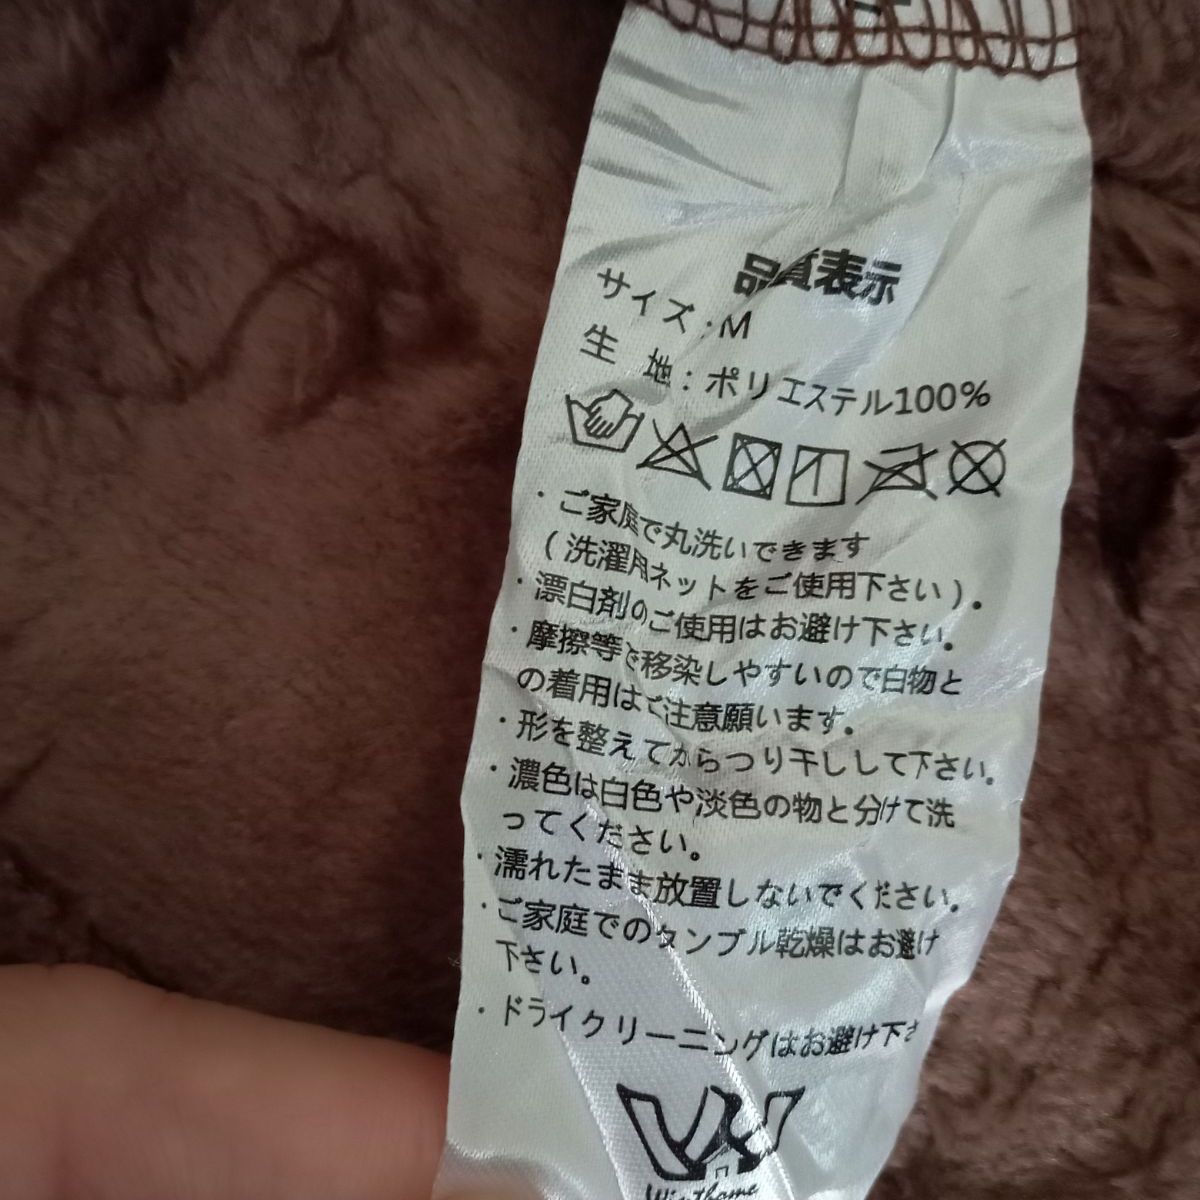 品質表示
サイズ:M
生 地:ポリエステル100%
・ご家庭で丸洗いできます
(洗濯用ネットをご使用下さい)。
・漂白剤のご使用はお避け下さい。
・摩擦等で移染しやすいので白物と
の着用はご注意願います。
・形を整えてからつり干しして下さい。
・濃色は白色や淡色の物と分けて洗
ってください。
・濡れたまま放置しないでください。
・ご家庭でのタンブル乾燥はお避け
下さい。
・ドライクリーニングはお避け下さ